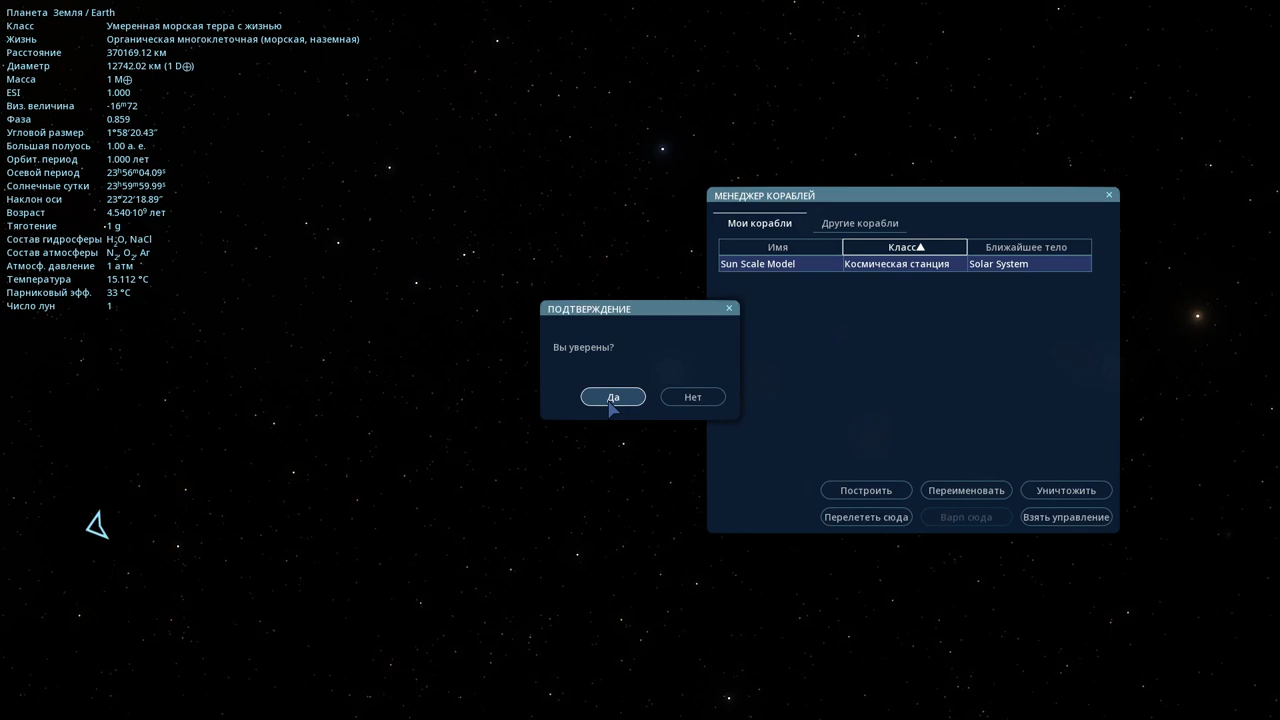 Планета Земля / Earth
Класс Умеренная морская терра с жизнью
Жизнь Органическая многоклеточная (морская, наземная)
Расстояние 370169.12 км
Диаметр 12742.02 км (1 D⊕)
Масса 1 M⊕
ESI 1.000
Виз. величина -16ᵐ72
Фаза 0.859
Угловой размер 1°58′20.43″
Большая полуось 1.00 а. е.
Орбит. период 1.000 лет
Осевой период 23ʰ56ᵐ04.09ˢ
Солнечные сутки 23ʰ59ᵐ59.99ˢ
Наклон оси 23°22′18.89″
Возраст 4.540·10⁹ лет
Тяготение 1 g
Состав гидросферы H₂O, NaCl
Состав атмосферы N₂, O₂, Ar
Атмосф. давление 1 атм
Температура 15.112 °C
Парниковый эфф. 33 °C
Число лун 1
МЕНЕДЖЕР КОРАБЛЕЙ
Мои корабли Другие корабли
Имя Класс▲ Ближайшее тело
Sun Scale Model Космическая станция Solar System
ПОДТВЕРЖДЕНИЕ
Вы уверены?
Да Нет
Построить Переименовать Уничтожить
Перелететь сюда Варп сюда Взять управление